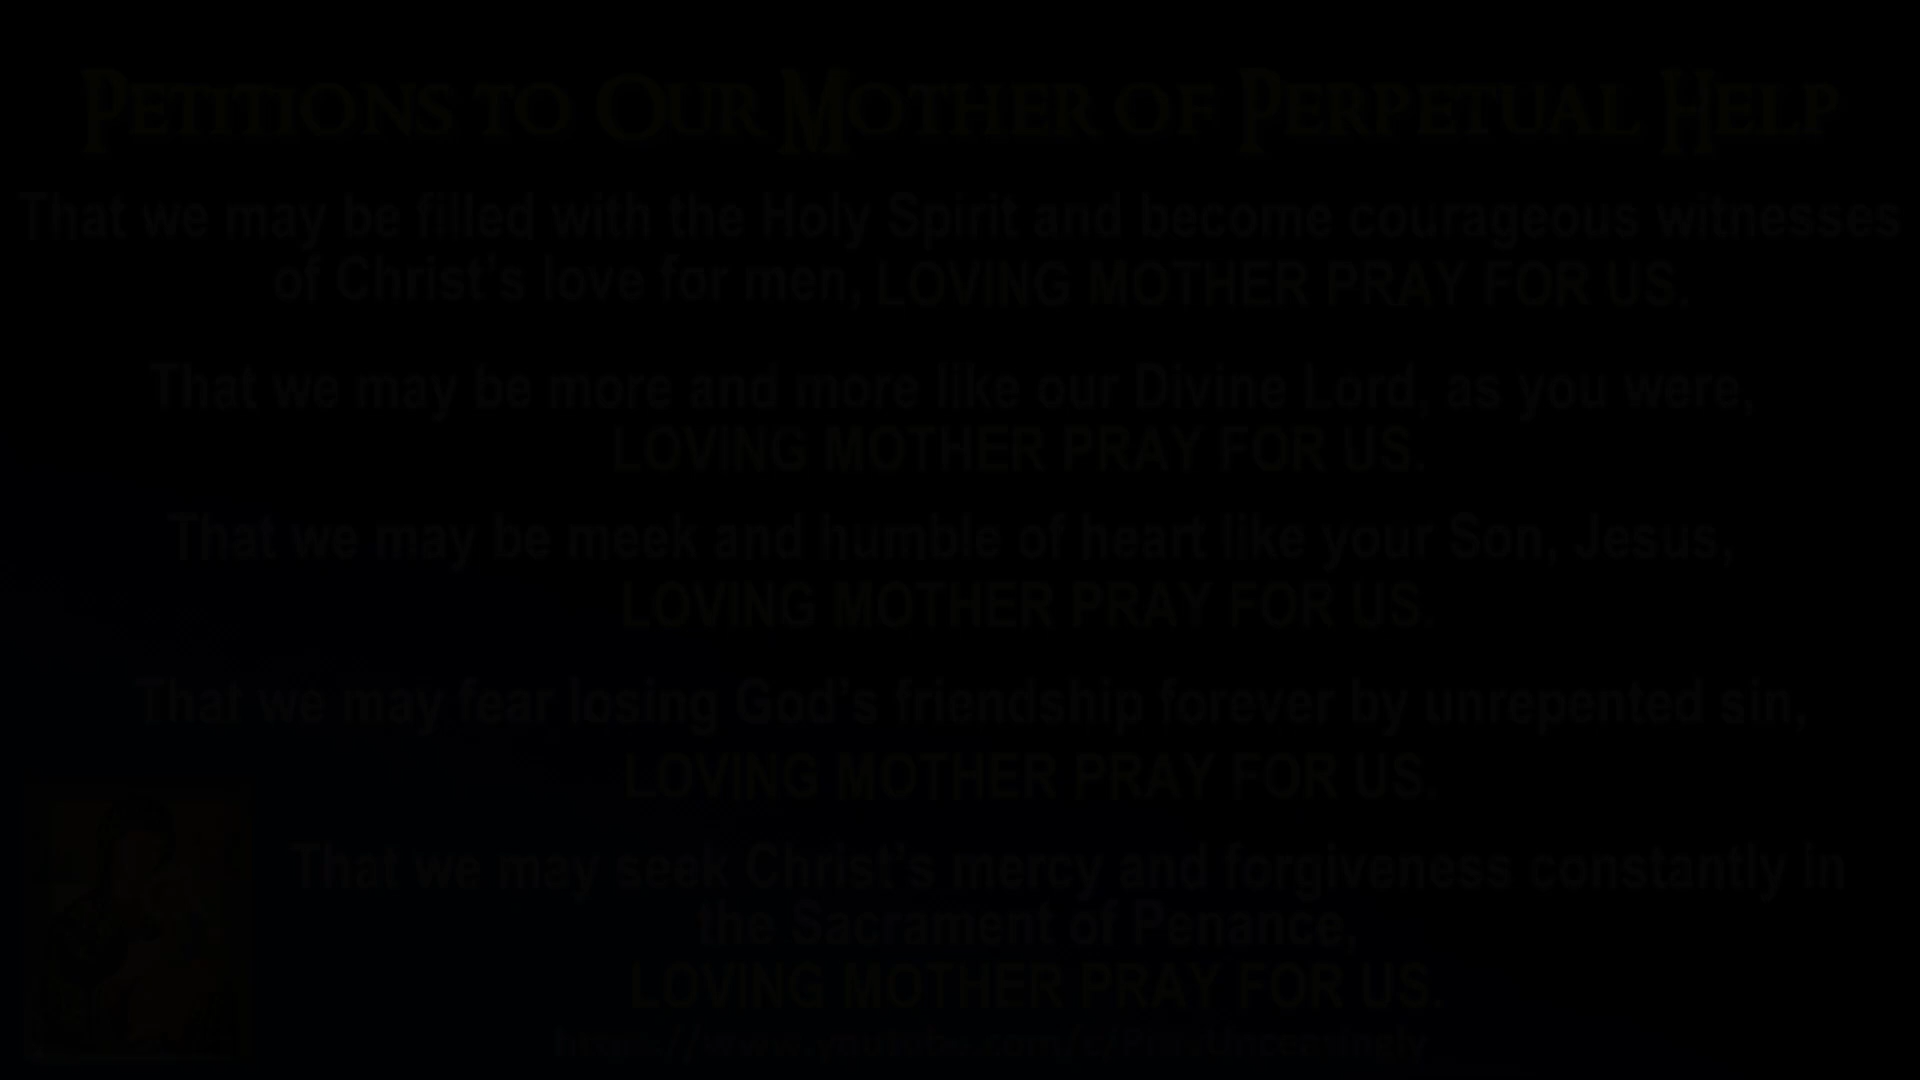 PETITIONS TO OUR MOTHER OF PERPETUAL HELP
That we may be filled with the Holy Spirit and become courageous witnesses
of Christ's love for men, LOVING MOTHER PRAY FOR US.
That we may be more and more like our Divine Lord, as you were,
LOVING MOTHER PRAY FOR US.
That we may be meek and humble of heart like your Son, Jesus,
LOVING MOTHER PRAY FOR US.
That we may fear losing God's friendship forever by unrepented sin,
LOVING MOTHER PRAY FOR US.
That we may seek Christ's mercy and forgiveness constantly in
the Sacrament of Penance,
LOVING MOTHER PRAY FOR US.
https://www.youtube.com/c/PrayUnceasingly